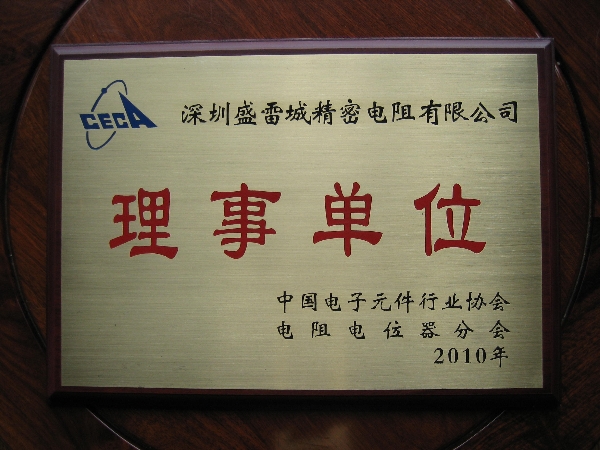 CECA
深圳盛雷城精密电阻有限公司
理事单位
中国电子元件行业协会
电阻电位器分会
2010年